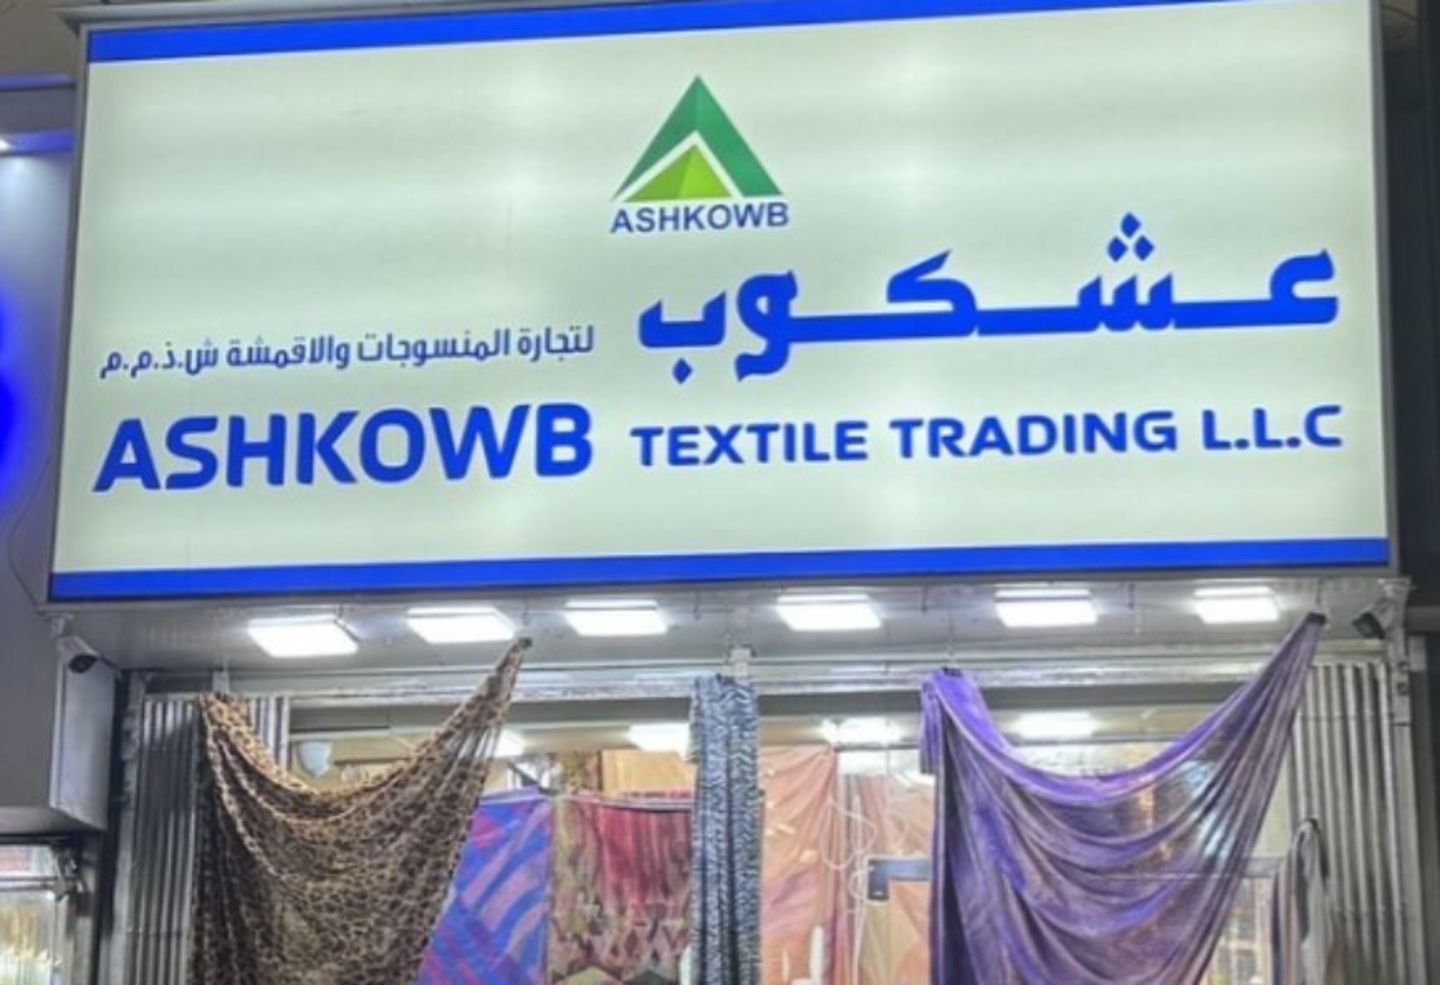 ASHKOWB
عشكوب
لتجارة المنسوجات والاقمشة ش.ذ.م.م
ASHKOWB TEXTILE TRADING L.L.C